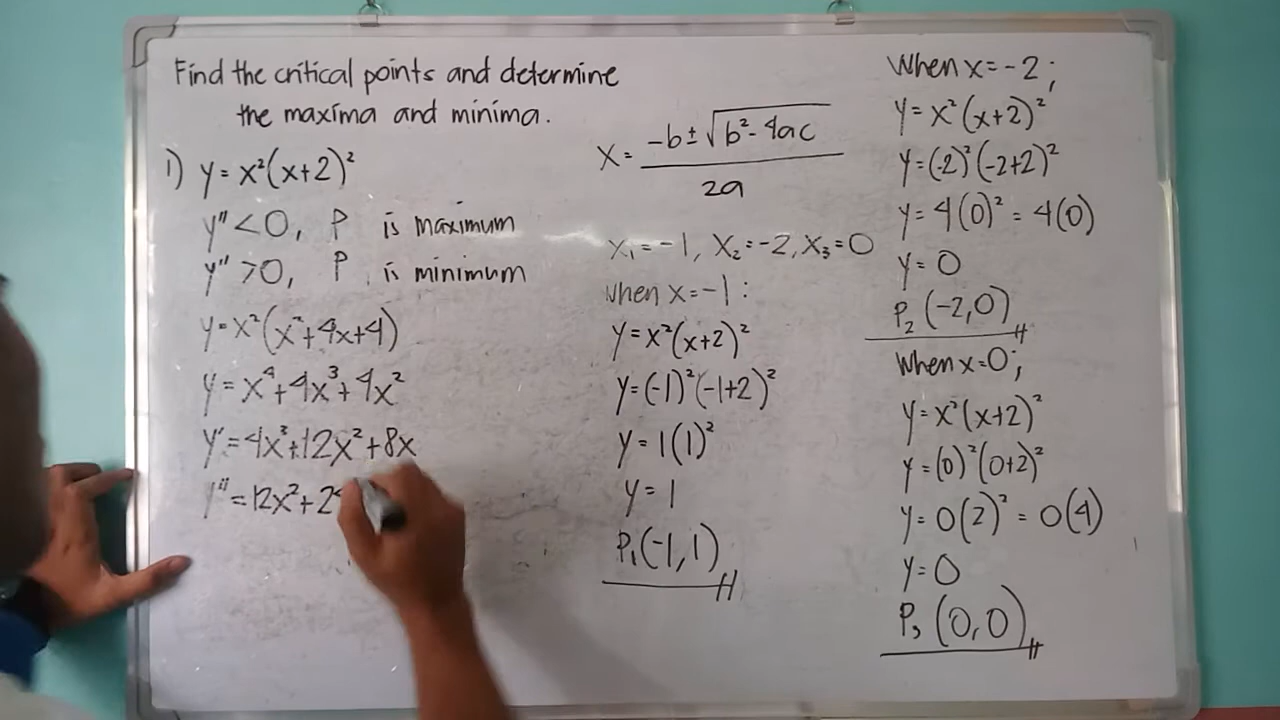 Find the critical points and determine
the maxima and minima.
1) y = x²(x+2)²
y" < 0, P is maximum
y" > 0, P is minimum
y = x²(x²+4x+4)
y = x⁴+4x³+4x²
y' = 4x³+12x²+8x
y" = 12x²+2
x = (-b ± √(b²-4ac)) / 2a
x₁ = -1, x₂ = -2, x₃ = 0
when x = -1:
y = x²(x+2)²
y = (-1)²(-1+2)²
y = 1(1)²
y = 1
P₁(-1,1)
When x = -2;
y = x²(x+2)²
y = (-2)²(-2+2)²
y = 4(0)² = 4(0)
y = 0
P₂(-2,0)
When x=0;
y = x²(x+2)²
y = (0)²(0+2)²
y = 0(2)² = 0(4)
y = 0
P₃(0,0)